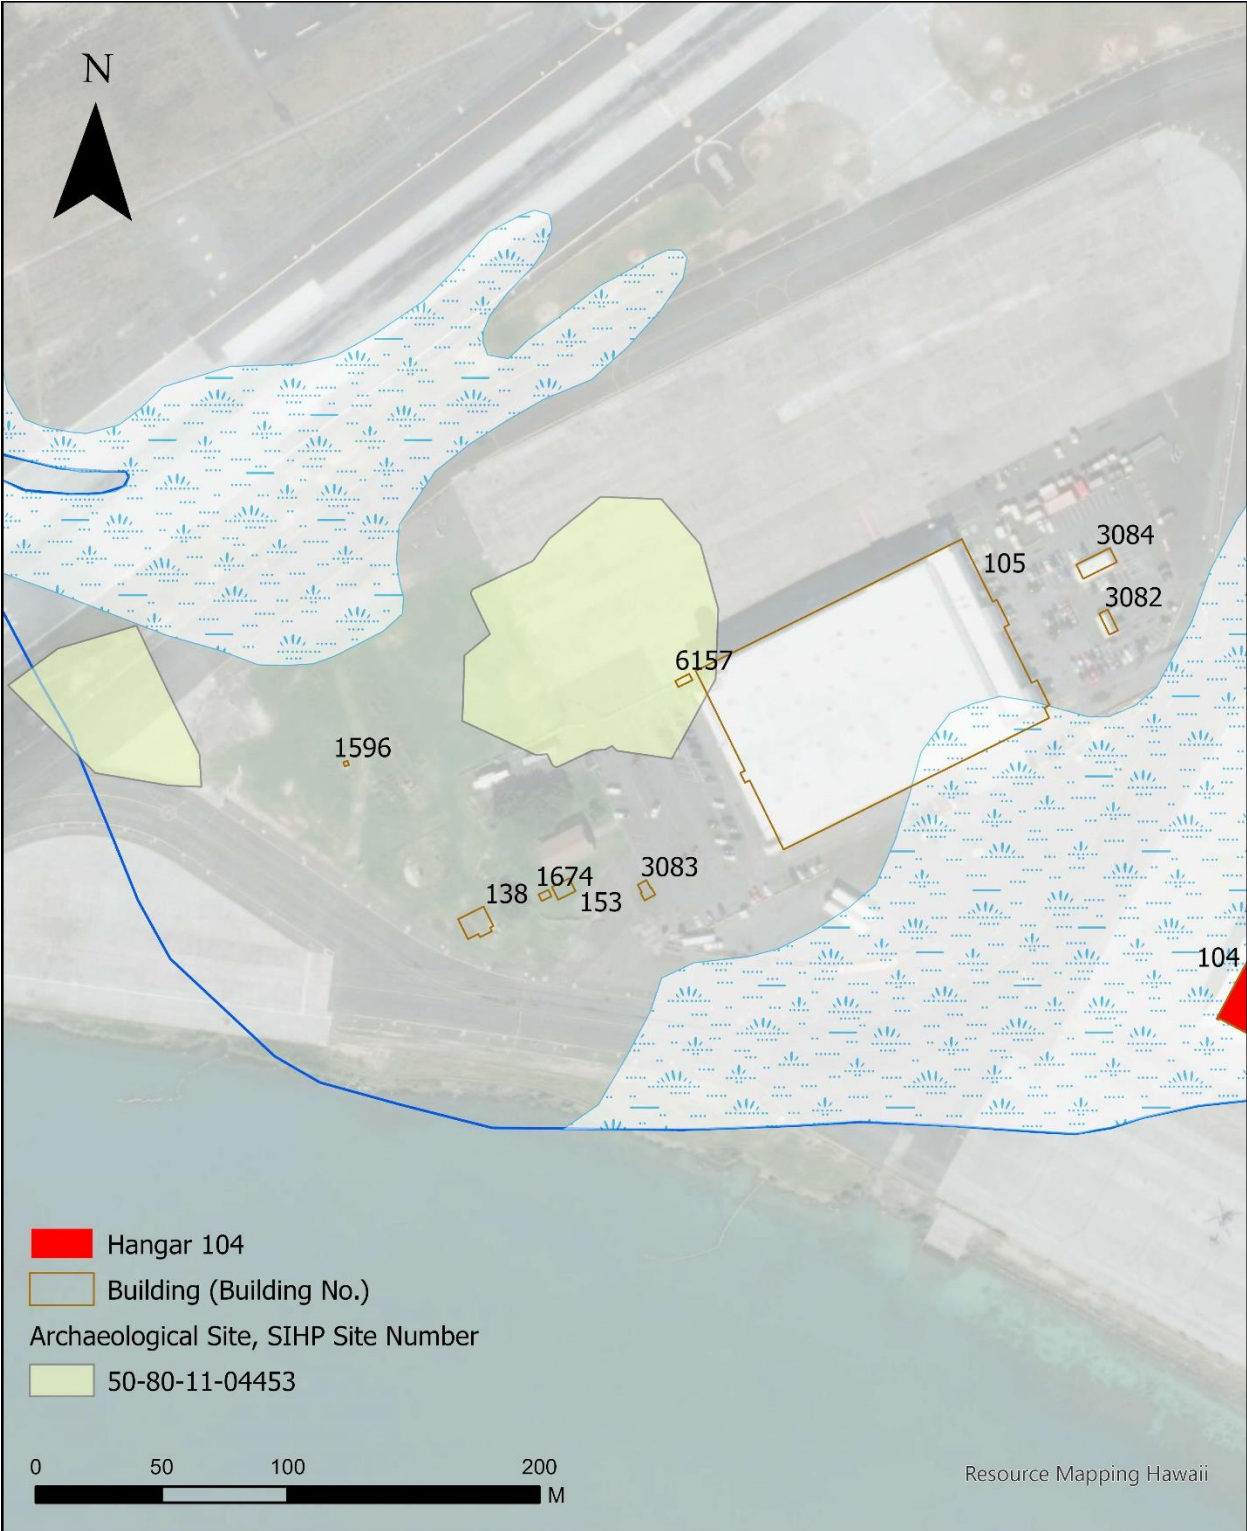 N
3084
105
3082
6157
1596
1674
3083
138
153
104
Hangar 104
Building (Building No.)
Archaeological Site, SIHP Site Number
50-80-11-04453
0 50 100 200
M
Resource Mapping Hawaii